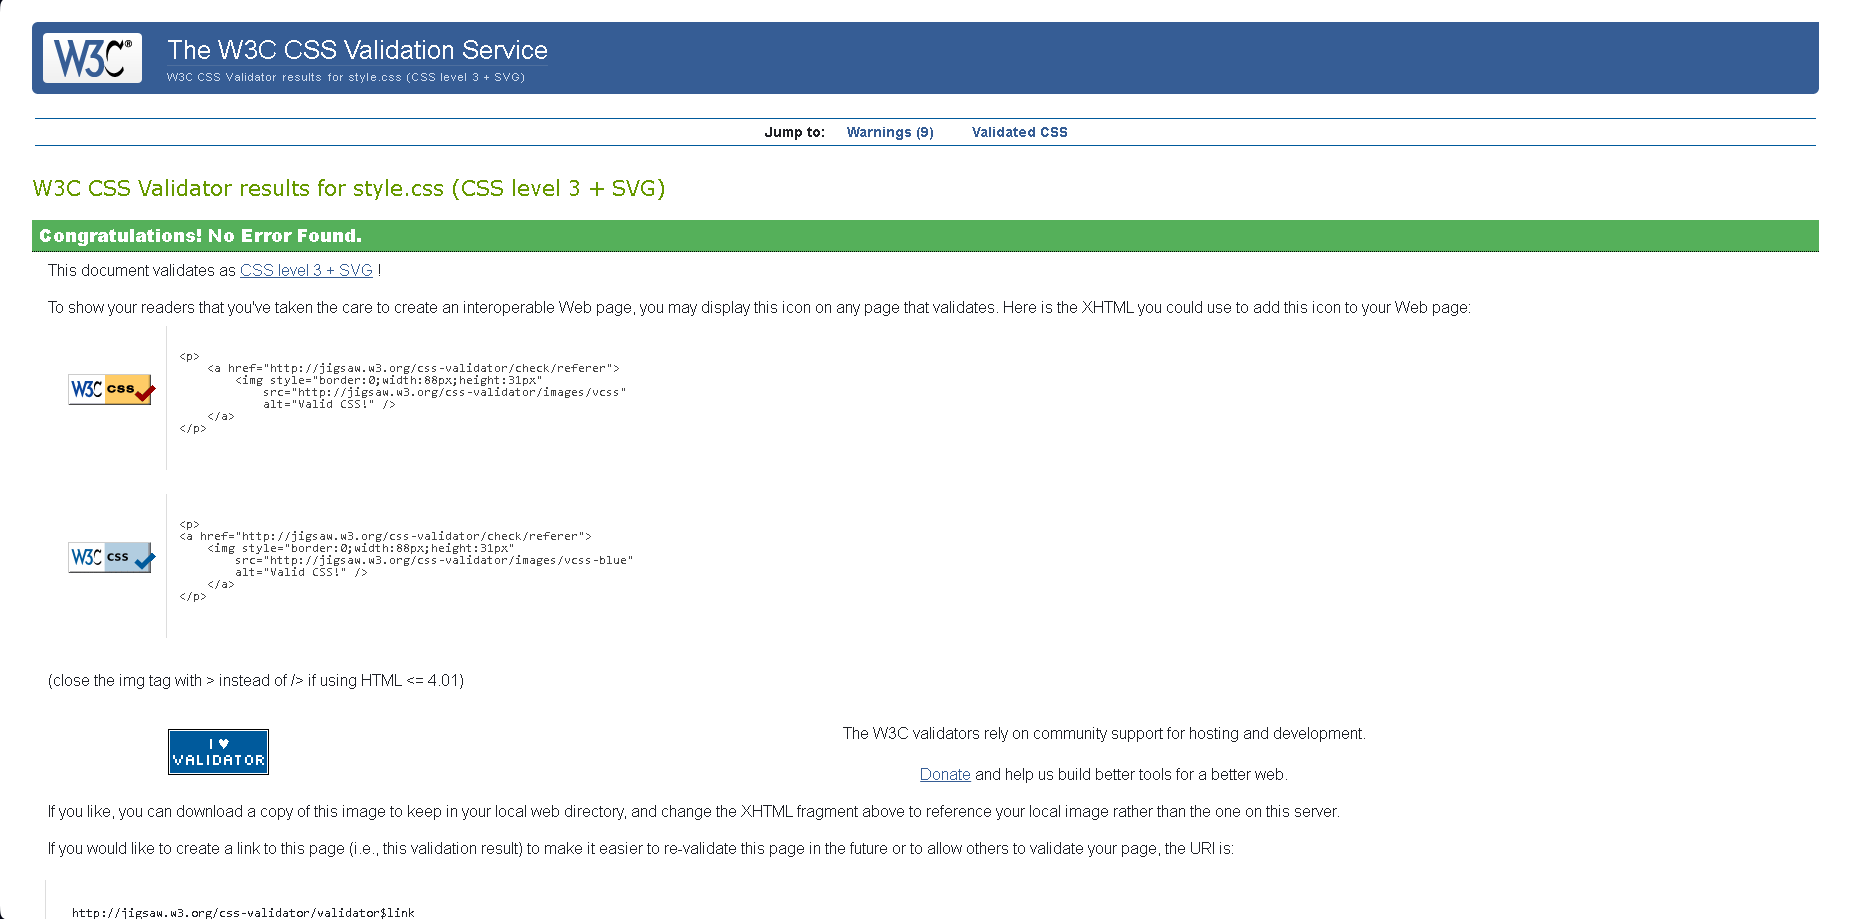 W3C®
The W3C CSS Validation Service
W3C CSS Validator results for style.css (CSS level 3 + SVG)
Jump to: Warnings (9) Validated CSS
W3C CSS Validator results for style.css (CSS level 3 + SVG)
Congratulations! No Error Found.
This document validates as CSS level 3 + SVG !
To show your readers that you've taken the care to create an interoperable Web page, you may display this icon on any page that validates. Here is the XHTML you could use to add this icon to your Web page:
W3C css
<p>
    <a href="http://jigsaw.w3.org/css-validator/check/referer">
        <img style="border:0;width:88px;height:31px"
            src="http://jigsaw.w3.org/css-validator/images/vcss"
            alt="Valid CSS!" />
    </a>
</p>
W3C css
<p>
<a href="http://jigsaw.w3.org/css-validator/check/referer">
    <img style="border:0;width:88px;height:31px"
        src="http://jigsaw.w3.org/css-validator/images/vcss-blue"
        alt="Valid CSS!" />
    </a>
</p>
(close the img tag with > instead of /> if using HTML <= 4.01)
I ♥
VALIDATOR
The W3C validators rely on community support for hosting and development.
Donate and help us build better tools for a better web.
If you like, you can download a copy of this image to keep in your local web directory, and change the XHTML fragment above to reference your local image rather than the one on this server.
If you would like to create a link to this page (i.e., this validation result) to make it easier to re-validate this page in the future or to allow others to validate your page, the URI is:
http://jigsaw.w3.org/css-validator/validator$link